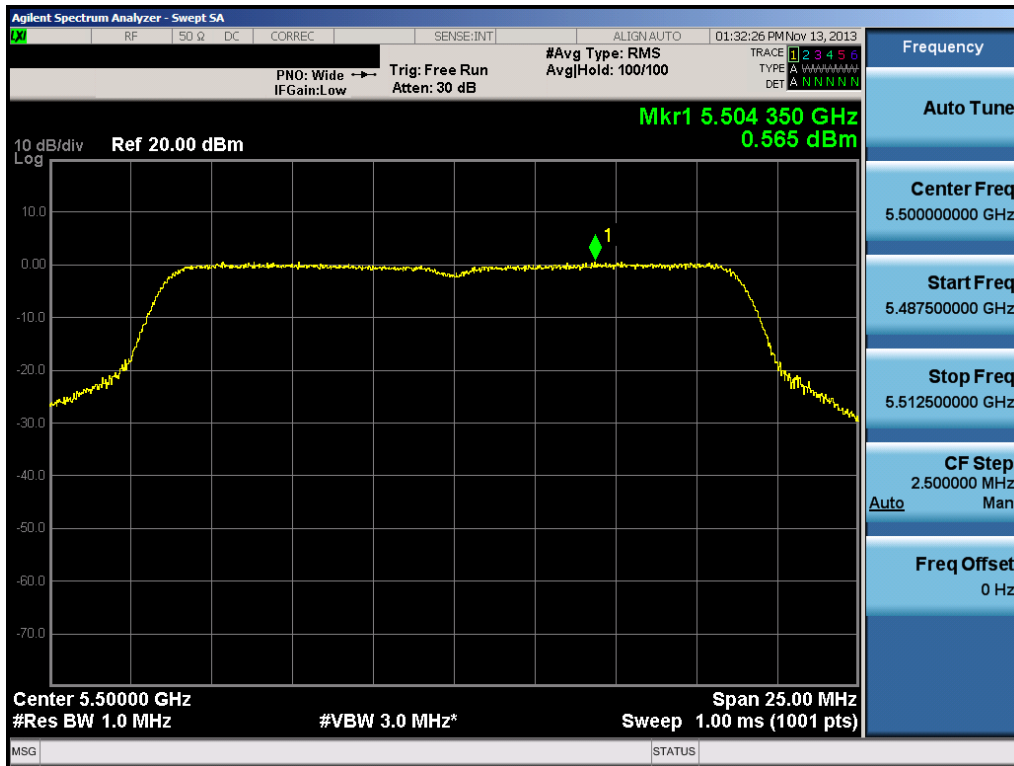 Agilent Spectrum Analyzer - Swept SA
LXI RF 50 Ω DC CORREC SENSE:INT ALIGN AUTO 01:32:26 PM Nov 13, 2013
Frequency
PNO: Wide
IFGain:Low
Trig: Free Run
Atten: 30 dB
#Avg Type: RMS
Avg|Hold: 100/100
TRACE 1 2 3 4 5 6
TYPE A WWWWW
DET A N N N N N
Mkr1 5.504 350 GHz
0.565 dBm
10 dB/div Ref 20.00 dBm
Log
10.0
0.00
-10.0
-20.0
-30.0
-40.0
-50.0
-60.0
-70.0
1
Center 5.50000 GHz
Span 25.00 MHz
#Res BW 1.0 MHz
#VBW 3.0 MHz*
Sweep 1.00 ms (1001 pts)
MSG
STATUS
Auto Tune
Center Freq
5.500000000 GHz
Start Freq
5.487500000 GHz
Stop Freq
5.512500000 GHz
CF Step
2.500000 MHz
Auto Man
Freq Offset
0 Hz